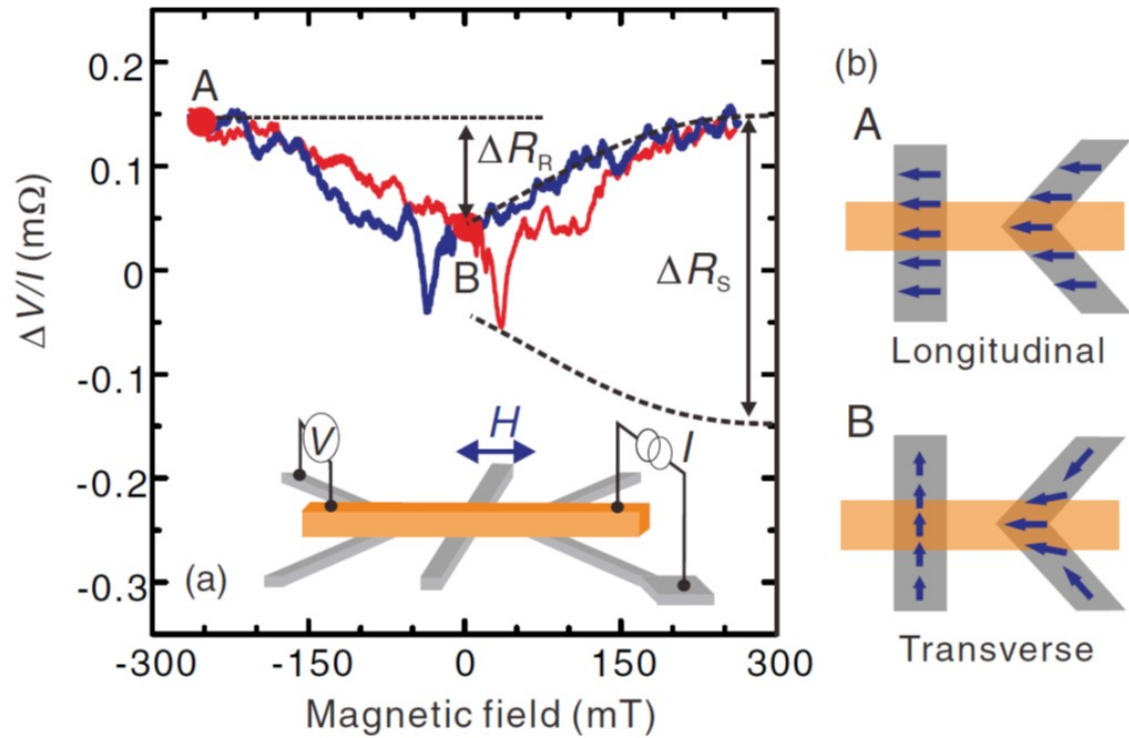 ΔV/I (mΩ)
0.2
0.1
0
-0.1
-0.2
-0.3
A
ΔR_R
B
ΔR_S
H
V
I
(a)
-300 -150 0 150 300
Magnetic field (mT)
(b)
A
Longitudinal
B
Transverse